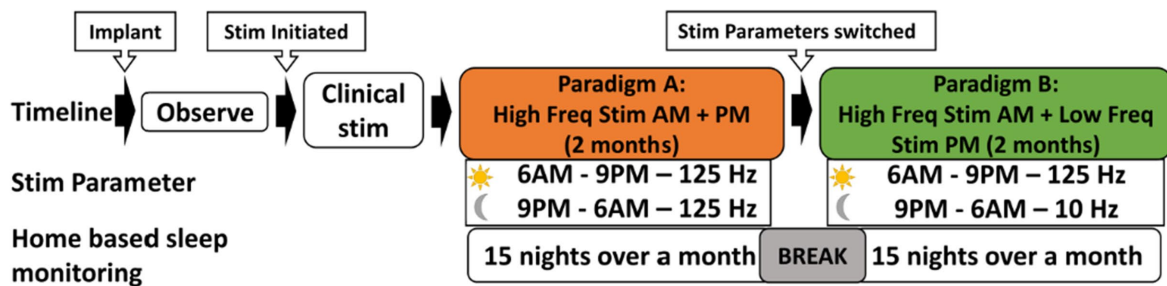 Implant
Stim Initiated
Stim Parameters switched
Timeline
Observe
Clinical
stim
Paradigm A:
High Freq Stim AM + PM
(2 months)
Paradigm B:
High Freq Stim AM + Low Freq
Stim PM (2 months)
Stim Parameter
6AM - 9PM – 125 Hz
9PM - 6AM – 125 Hz
6AM - 9PM – 125 Hz
9PM - 6AM – 10 Hz
Home based sleep
monitoring
15 nights over a month
BREAK
15 nights over a month